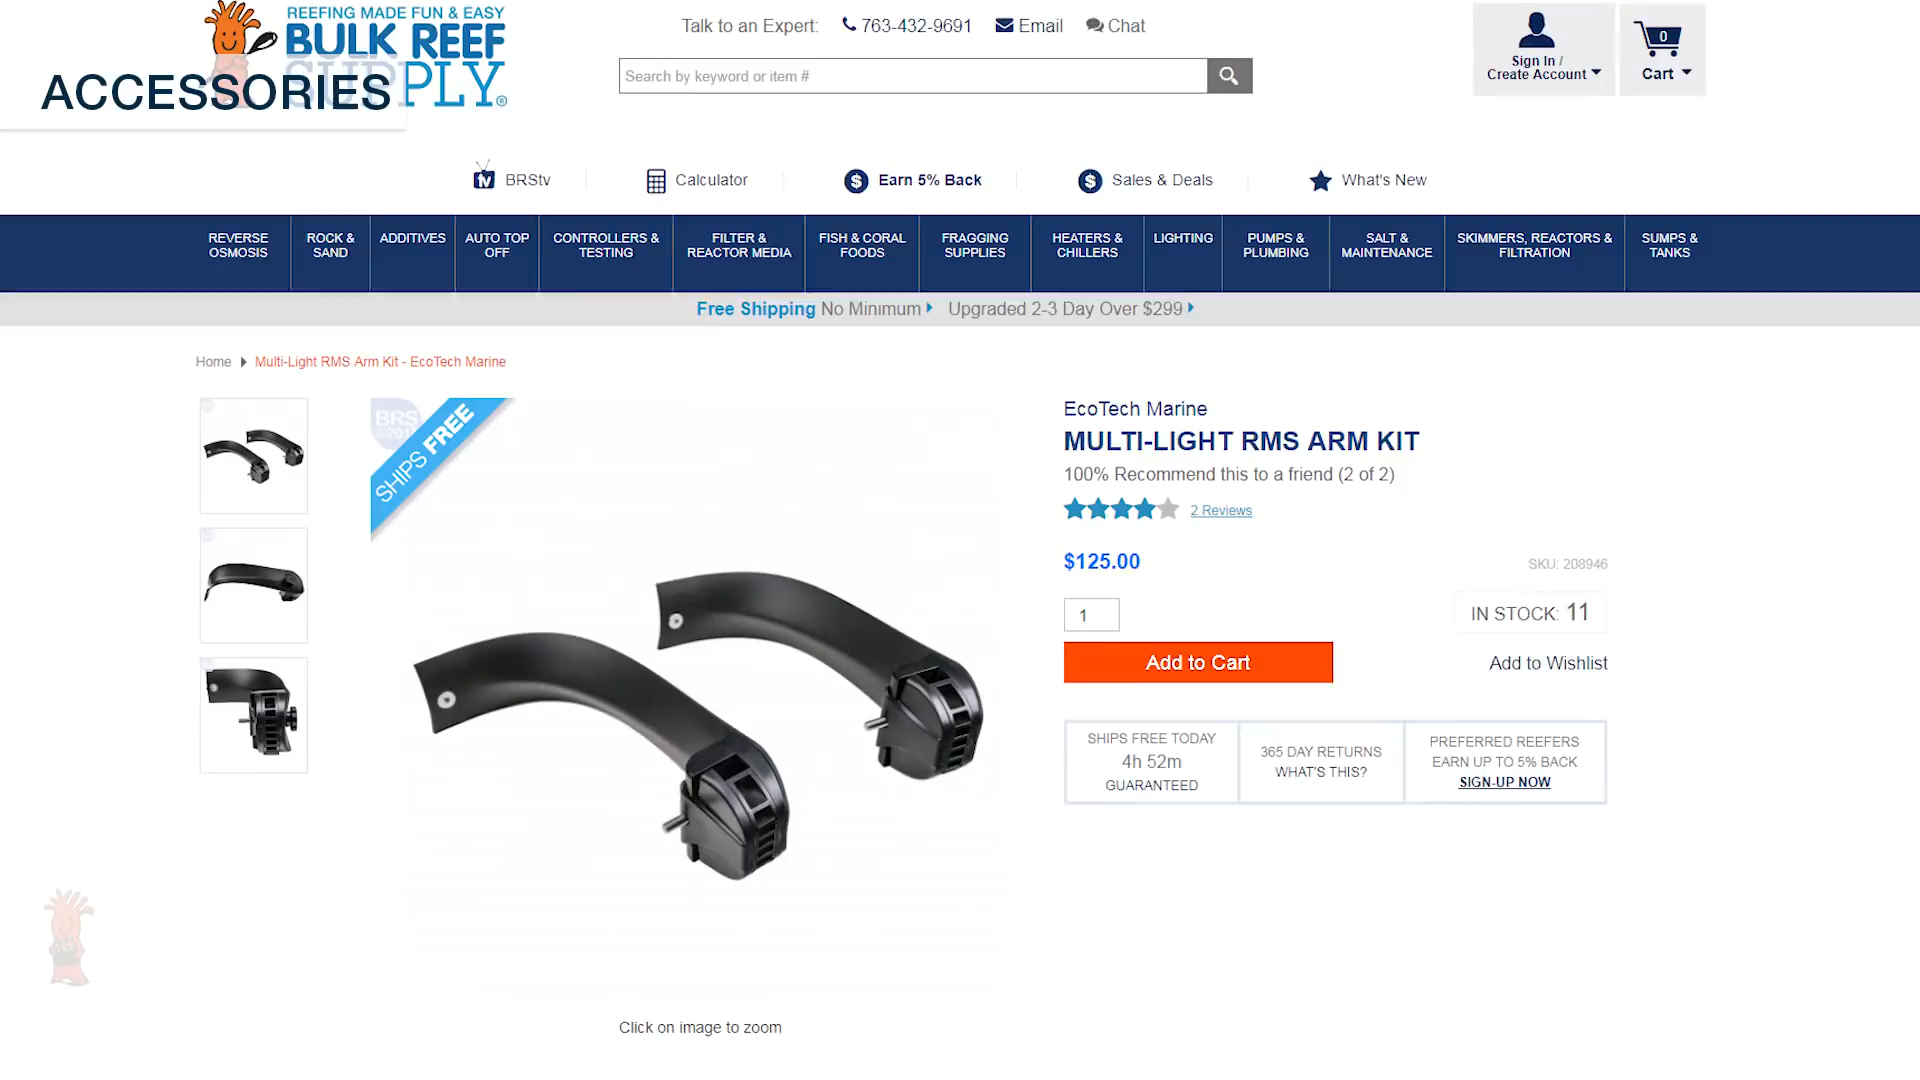 REEFING MADE FUN & EASY
BULK REEF
SUPPLY®
ACCESSORIES
Talk to an Expert: 763-432-9691 Email Chat
Search by keyword or item #
Sign In /
Create Account
0
Cart
tv BRStv Calculator $ Earn 5% Back $ Sales & Deals What's New
REVERSE OSMOSIS
ROCK & SAND
ADDITIVES
AUTO TOP OFF
CONTROLLERS & TESTING
FILTER & REACTOR MEDIA
FISH & CORAL FOODS
FRAGGING SUPPLIES
HEATERS & CHILLERS
LIGHTING
PUMPS & PLUMBING
SALT & MAINTENANCE
SKIMMERS, REACTORS & FILTRATION
SUMPS & TANKS
Free Shipping No Minimum Upgraded 2-3 Day Over $299
Home Multi-Light RMS Arm Kit - EcoTech Marine
BRS
SHIPS FREE
EcoTech Marine
MULTI-LIGHT RMS ARM KIT
100% Recommend this to a friend (2 of 2)
2 Reviews
$125.00
SKU: 208946
1
IN STOCK: 11
Add to Cart
Add to Wishlist
SHIPS FREE TODAY
4h 52m
GUARANTEED
365 DAY RETURNS
WHAT'S THIS?
PREFERRED REEFERS
EARN UP TO 5% BACK
SIGN-UP NOW
Click on image to zoom